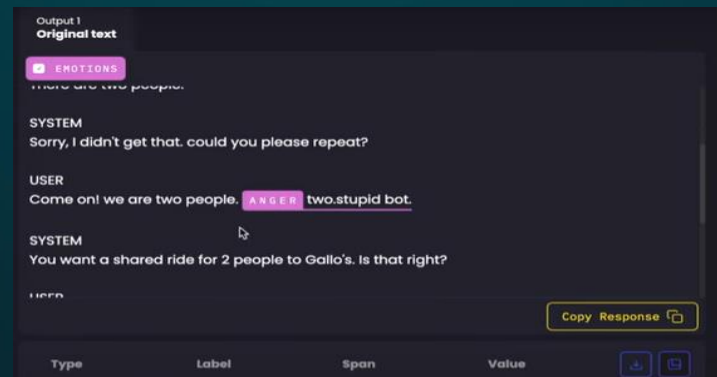 Output 1
Original text
EMOTIONS
There are two people.
SYSTEM
Sorry, I didn't get that. could you please repeat?
USER
Come on! we are two people. ANGER two.stupid bot.
SYSTEM
You want a shared ride for 2 people to Gallo's. Is that right?
USER
Copy Response
Type Label Span Value